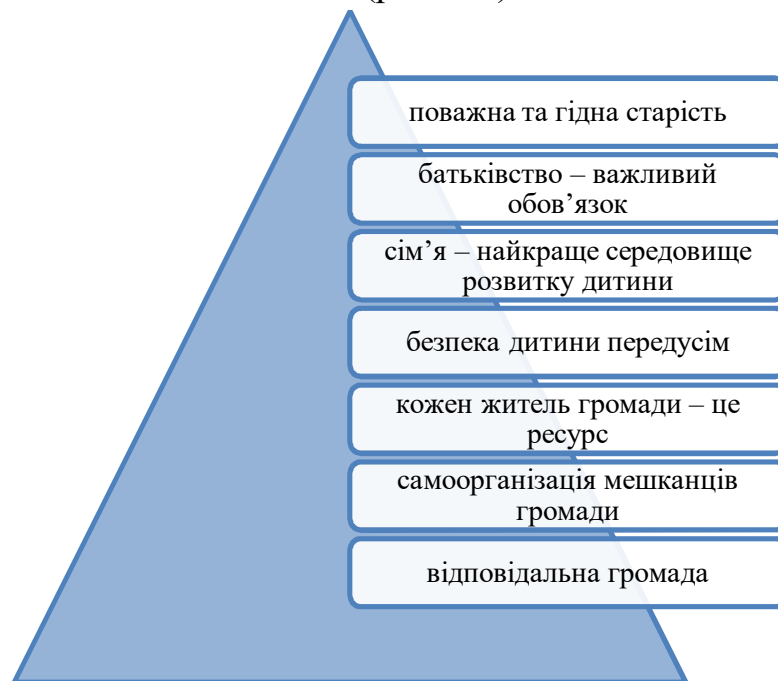 поважна та гідна старість
батьківство – важливий
обов’язок
сім’я – найкраще середовище
розвитку дитини
безпека дитини передусім
кожен житель громади – це
ресурс
самоорганізація мешканців
громади
відповідальна громада